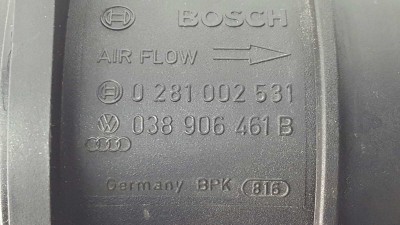 BOSCH
AIR FLOW
0 281 002 531
038 906 461 B
Germany BPK 816